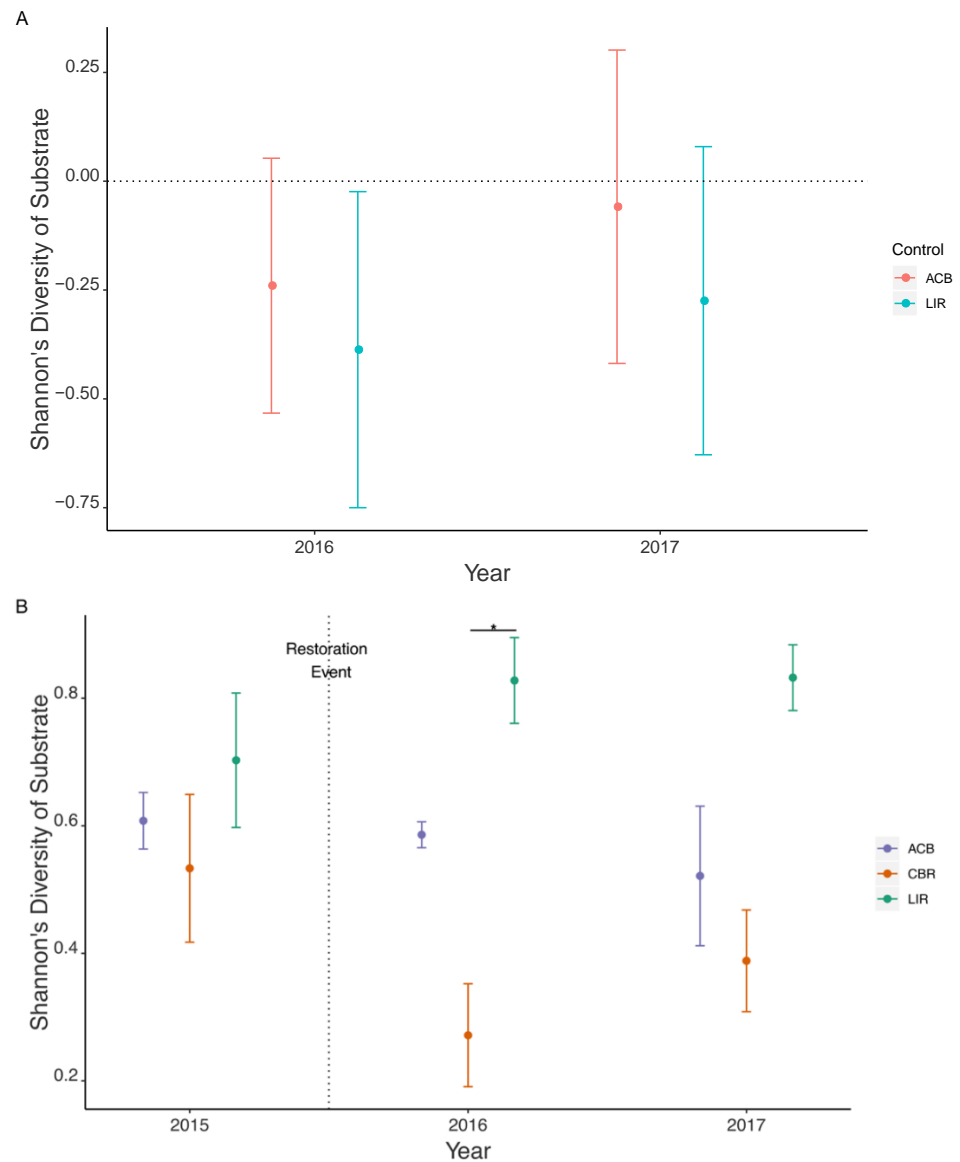 A
Shannon's Diversity of Substrate
0.25
0.00
−0.25
−0.50
−0.75
2016
2017
Year
Control
ACB
LIR
B
Shannon's Diversity of Substrate
0.8
0.6
0.4
0.2
Restoration
Event
*
2015
2016
2017
Year
ACB
CBR
LIR